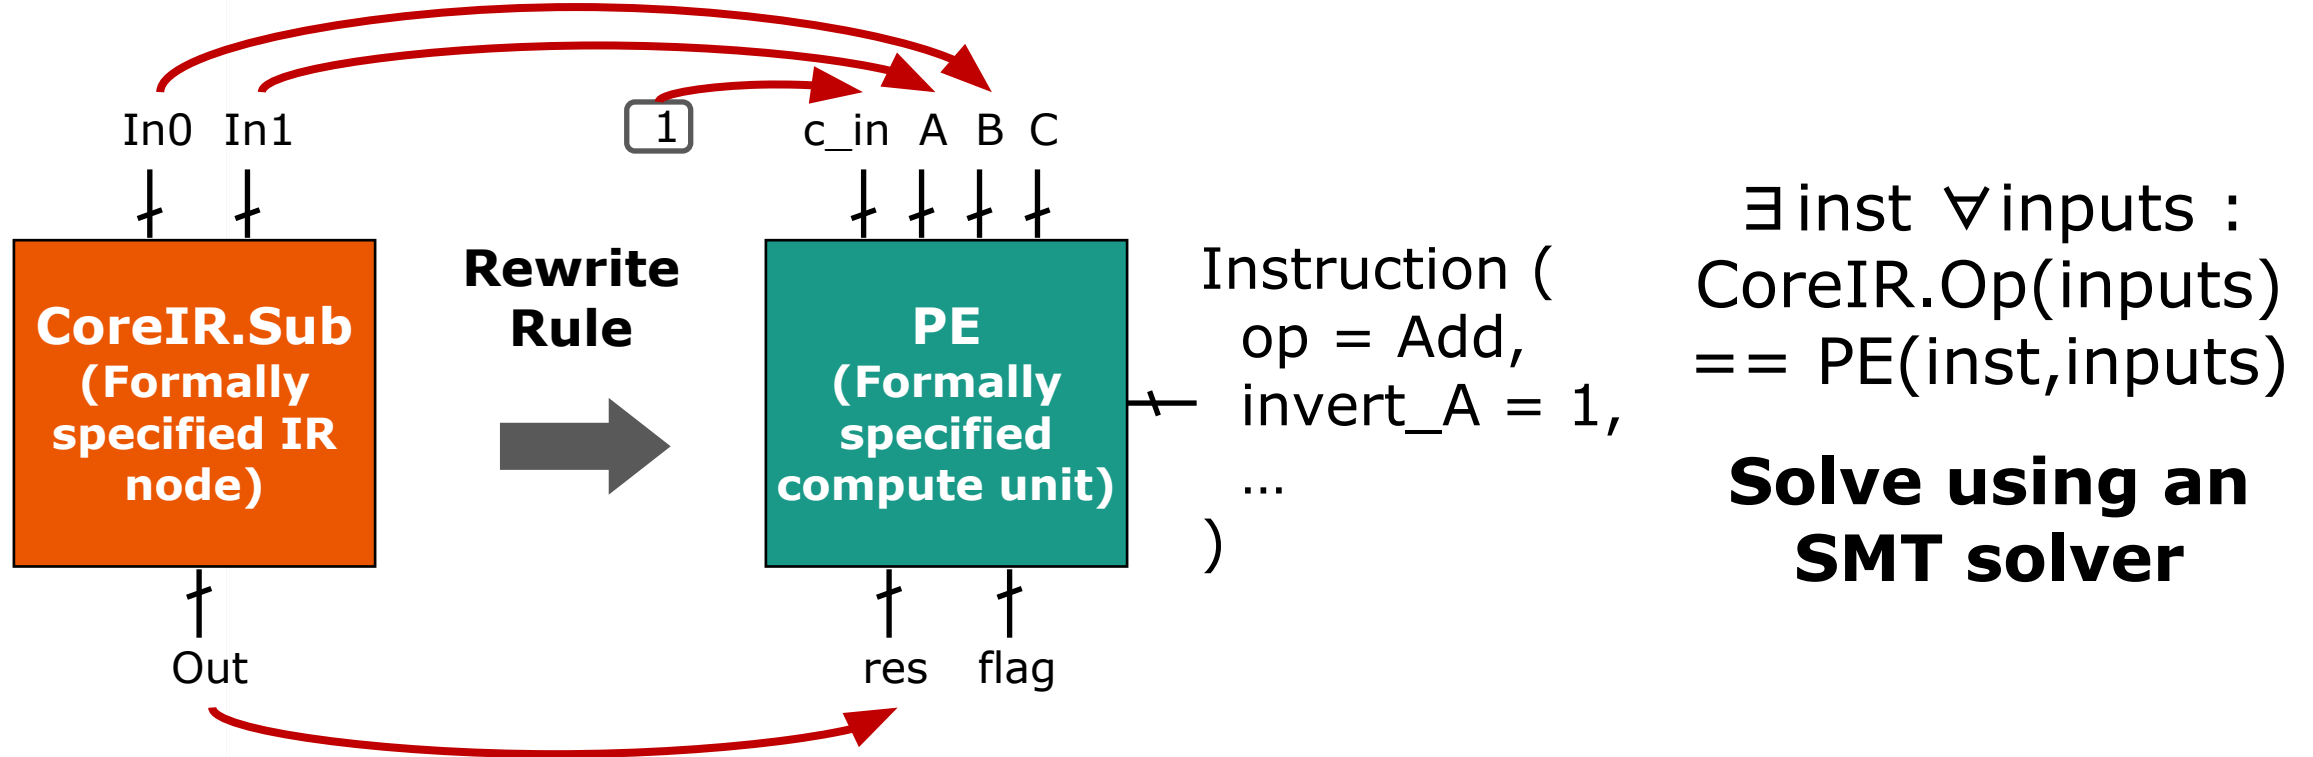 In0 In1
1
c_in A B C
CoreIR.Sub
(Formally
specified IR
node)
Out
Rewrite
Rule
PE
(Formally
specified
compute unit)
res flag
Instruction (
op = Add,
invert_A = 1,
...
)
∃ inst ∀ inputs :
CoreIR.Op(inputs)
== PE(inst,inputs)
Solve using an
SMT solver